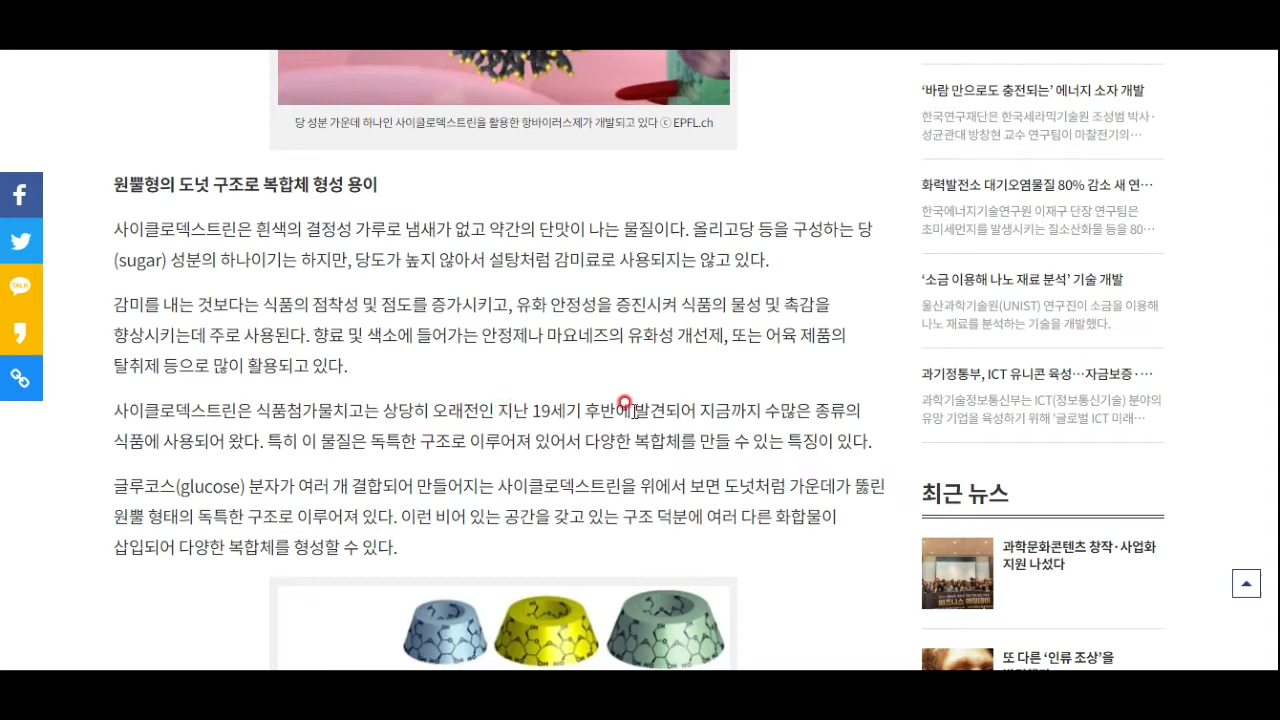 당 성분 가운데 하나인 사이클로덱스트린을 활용한 항바이러스제가 개발되고 있다 ⓒ EPFL.ch
원뿔형의 도넛 구조로 복합체 형성 용이
사이클로덱스트린은 흰색의 결정성 가루로 냄새가 없고 약간의 단맛이 나는 물질이다. 올리고당 등을 구성하는 당
(sugar) 성분의 하나이기는 하지만, 당도가 높지 않아서 설탕처럼 감미료로 사용되지는 않고 있다.
감미를 내는 것보다는 식품의 점착성 및 점도를 증가시키고, 유화 안정성을 증진시켜 식품의 물성 및 촉감을
향상시키는데 주로 사용된다. 향료 및 색소에 들어가는 안정제나 마요네즈의 유화성 개선제, 또는 어육 제품의
탈취제 등으로 많이 활용되고 있다.
사이클로덱스트린은 식품첨가물치고는 상당히 오래전인 지난 19세기 후반에 발견되어 지금까지 수많은 종류의
식품에 사용되어 왔다. 특히 이 물질은 독특한 구조로 이루어져 있어서 다양한 복합체를 만들 수 있는 특징이 있다.
글루코스(glucose) 분자가 여러 개 결합되어 만들어지는 사이클로덱스트린을 위에서 보면 도넛처럼 가운데가 뚫린
원뿔 형태의 독특한 구조로 이루어져 있다. 이런 비어 있는 공간을 갖고 있는 구조 덕분에 여러 다른 화합물이
삽입되어 다양한 복합체를 형성할 수 있다.
TALK
‘바람 만으로도 충전되는’ 에너지 소자 개발
한국연구재단은 한국세라믹기술원 조성범 박사·
성균관대 방창현 교수 연구팀이 마찰전기의…
화력발전소 대기오염물질 80% 감소 새 연…
한국에너지기술연구원 이재구 단장 연구팀은
초미세먼지를 발생시키는 질소산화물 등을 80…
‘소금 이용해 나노 재료 분석’ 기술 개발
울산과학기술원(UNIST) 연구진이 소금을 이용해
나노 재료를 분석하는 기술을 개발했다.
과기정통부, ICT 유니콘 육성…자금보증·…
과학기술정보통신부는 ICT(정보통신기술) 분야의
유망 기업을 육성하기 위해 ‘글로벌 ICT 미래…
최근 뉴스
과학문화콘텐츠 창작·사업화
지원 나섰다
또 다른 ‘인류 조상’을